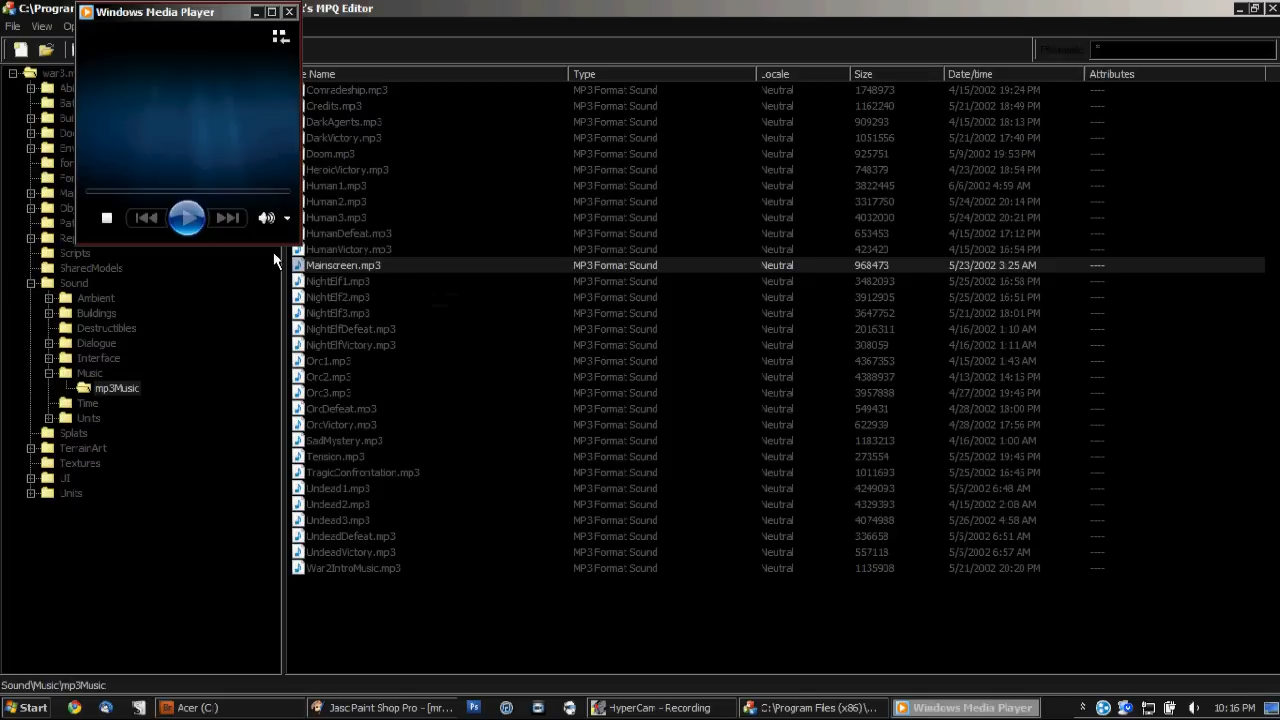 C:\Progra
Windows Media Player
's MPQ Editor
File View Op
war3.m
*
e Name Type Locale Size Date/time Attributes
Comradeship.mp3 MP3 Format Sound Neutral 1748973 4/15/2002 19:24 PM ----
Credits.mp3 MP3 Format Sound Neutral 1162240 5/21/2002 18:49 PM ----
DarkAgents.mp3 MP3 Format Sound Neutral 909293 4/15/2002 18:13 PM ----
DarkVictory.mp3 MP3 Format Sound Neutral 1051556 5/21/2002 17:40 PM ----
Doom.mp3 MP3 Format Sound Neutral 925751 5/9/2002 19:53 PM ----
HeroicVictory.mp3 MP3 Format Sound Neutral 748379 4/23/2002 18:54 PM ----
Human1.mp3 MP3 Format Sound Neutral 3822445 6/6/2002 4:59 AM ----
Human2.mp3 MP3 Format Sound Neutral 3317750 5/24/2002 20:14 PM ----
Human3.mp3 MP3 Format Sound Neutral 4032000 5/24/2002 20:21 PM ----
HumanDefeat.mp3 MP3 Format Sound Neutral 653453 4/15/2002 17:12 PM ----
Scripts HumanVictory.mp3 MP3 Format Sound Neutral 423420 4/15/2002 16:54 PM ----
SharedModels Mainscreen.mp3 MP3 Format Sound Neutral 968473 5/23/2002 3:25 AM ----
Sound NightElf1.mp3 MP3 Format Sound Neutral 3482093 5/25/2002 16:58 PM ----
Ambient NightElf2.mp3 MP3 Format Sound Neutral 3912905 5/25/2002 16:51 PM ----
Buildings NightElf3.mp3 MP3 Format Sound Neutral 3647752 5/21/2002 18:01 PM ----
Destructibles NightElfDefeat.mp3 MP3 Format Sound Neutral 2016311 4/16/2002 1:10 AM ----
Dialogue NightElfVictory.mp3 MP3 Format Sound Neutral 308059 4/16/2002 1:11 AM ----
Interface Orc1.mp3 MP3 Format Sound Neutral 4367353 4/15/2002 1:43 AM ----
Music Orc2.mp3 MP3 Format Sound Neutral 4388937 4/13/2002 14:15 PM ----
mp3Music Orc3.mp3 MP3 Format Sound Neutral 3957888 4/27/2002 19:45 PM ----
Time OrcDefeat.mp3 MP3 Format Sound Neutral 549431 4/28/2002 18:00 PM ----
Units OrcVictory.mp3 MP3 Format Sound Neutral 622939 4/28/2002 17:56 PM ----
Splats SadMystery.mp3 MP3 Format Sound Neutral 1183213 4/16/2002 1:00 AM ----
TerrainArt Tension.mp3 MP3 Format Sound Neutral 273554 5/25/2002 19:45 PM ----
Textures TragicConfrontation.mp3 MP3 Format Sound Neutral 1011693 5/25/2002 16:45 PM ----
UI Undead1.mp3 MP3 Format Sound Neutral 4249093 5/5/2002 6:48 AM ----
Units Undead2.mp3 MP3 Format Sound Neutral 4329393 4/15/2002 2:08 AM ----
Undead3.mp3 MP3 Format Sound Neutral 4074988 5/26/2002 4:58 AM ----
UndeadDefeat.mp3 MP3 Format Sound Neutral 336658 5/5/2002 6:51 AM ----
UndeadVictory.mp3 MP3 Format Sound Neutral 557118 5/5/2002 6:57 AM ----
War2IntroMusic.mp3 MP3 Format Sound Neutral 1135908 5/21/2002 20:20 PM ----
Sound\Music\mp3Music
Start Acer (C:) Jasc Paint Shop Pro - [mr... HyperCam - Recording C:\Program Files (x86)\... Windows Media Player 10:16 PM